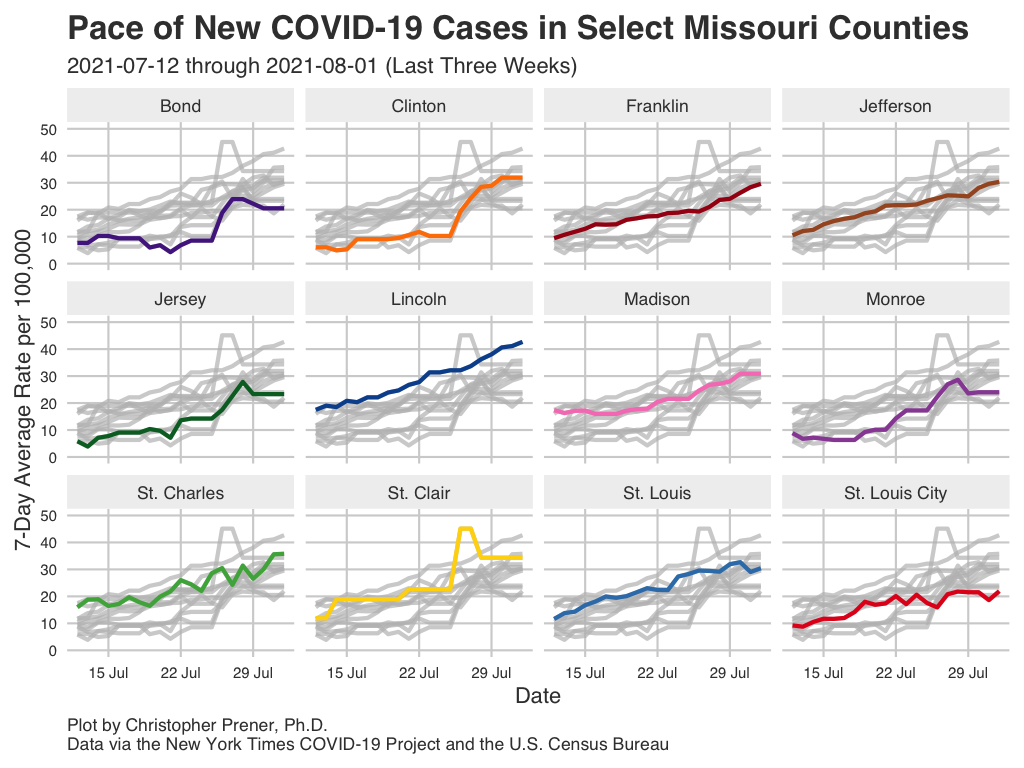 Pace of New COVID-19 Cases in Select Missouri Counties
2021-07-12 through 2021-08-01 (Last Three Weeks)
7-Day Average Rate per 100,000
Bond
Clinton
Franklin
Jefferson
50
40
30
20
10
0
Jersey
Lincoln
Madison
Monroe
50
40
30
20
10
0
St. Charles
St. Clair
St. Louis
St. Louis City
50
40
30
20
10
0
15 Jul 22 Jul 29 Jul
15 Jul 22 Jul 29 Jul
15 Jul 22 Jul 29 Jul
15 Jul 22 Jul 29 Jul
Date
Plot by Christopher Prener, Ph.D.
Data via the New York Times COVID-19 Project and the U.S. Census Bureau